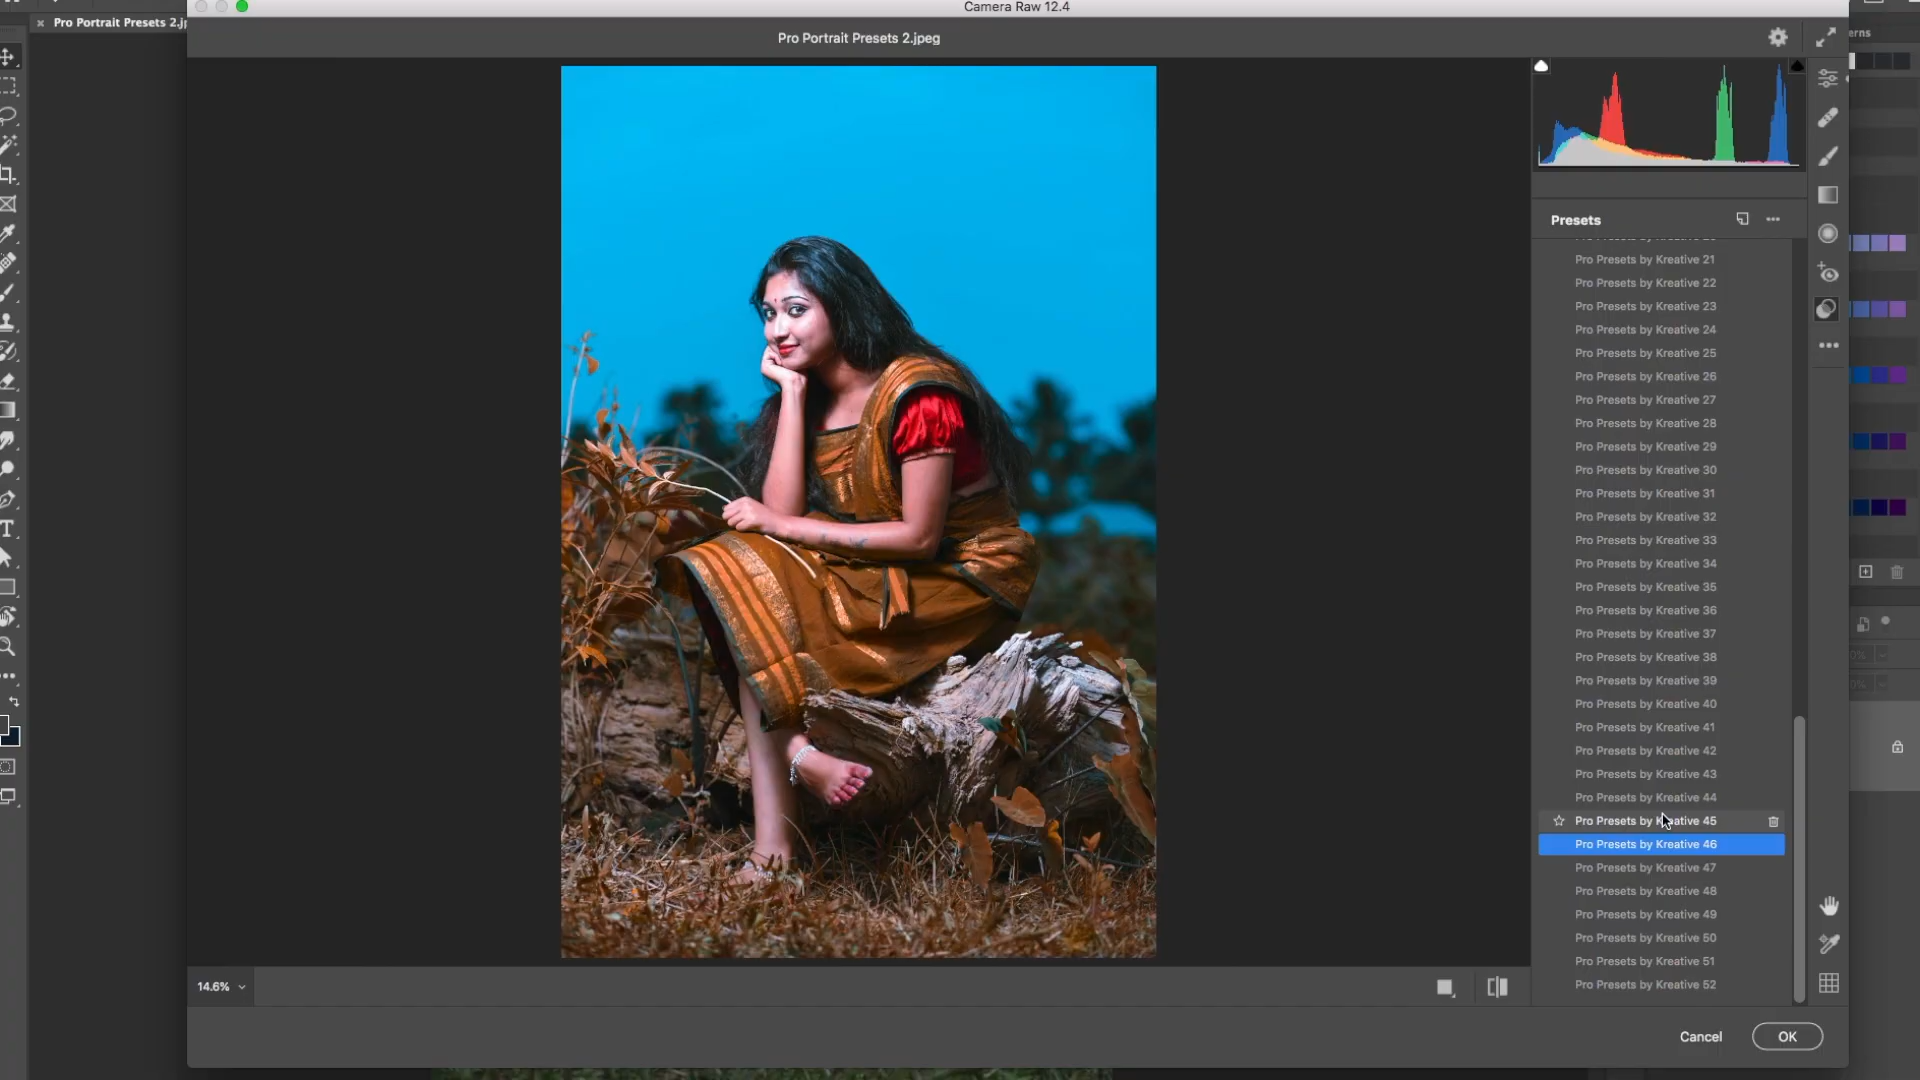 Camera Raw 12.4
Pro Portrait Presets 2.jp
Pro Portrait Presets 2.jpeg
erns
Presets
Pro Presets by Kreative 21
Pro Presets by Kreative 22
Pro Presets by Kreative 23
Pro Presets by Kreative 24
Pro Presets by Kreative 25
Pro Presets by Kreative 26
Pro Presets by Kreative 27
Pro Presets by Kreative 28
Pro Presets by Kreative 29
Pro Presets by Kreative 30
Pro Presets by Kreative 31
Pro Presets by Kreative 32
Pro Presets by Kreative 33
Pro Presets by Kreative 34
Pro Presets by Kreative 35
Pro Presets by Kreative 36
Pro Presets by Kreative 37
Pro Presets by Kreative 38
Pro Presets by Kreative 39
Pro Presets by Kreative 40
Pro Presets by Kreative 41
Pro Presets by Kreative 42
Pro Presets by Kreative 43
Pro Presets by Kreative 44
Pro Presets by Kreative 45
Pro Presets by Kreative 46
Pro Presets by Kreative 47
Pro Presets by Kreative 48
Pro Presets by Kreative 49
Pro Presets by Kreative 50
Pro Presets by Kreative 51
Pro Presets by Kreative 52
14.6%
Cancel
OK